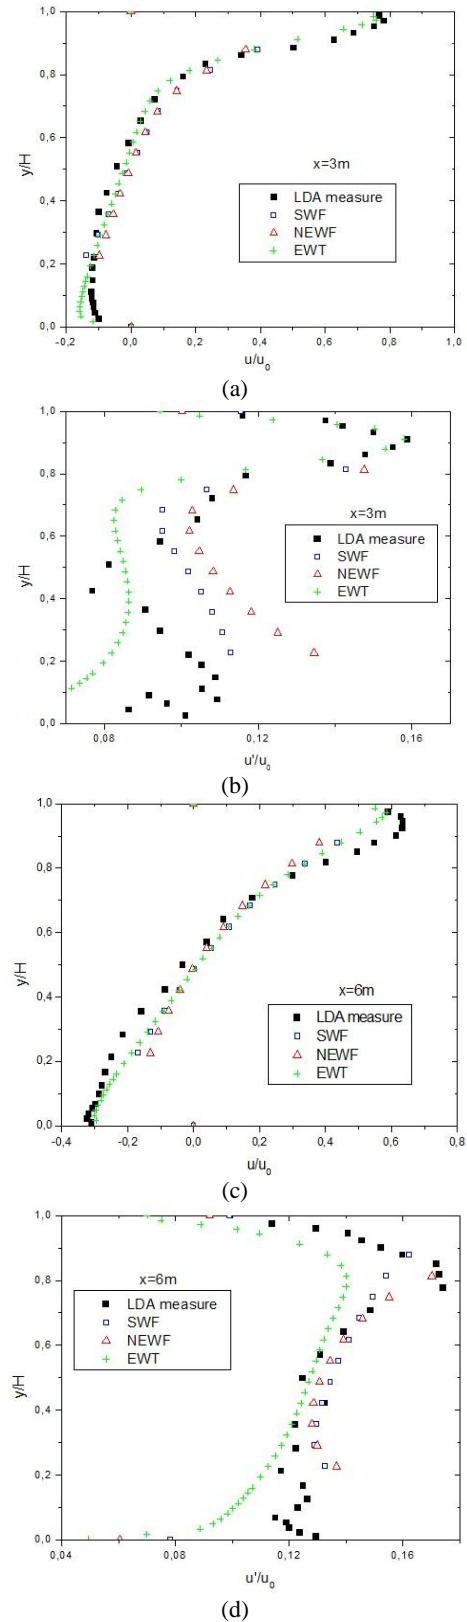 1,0
0,8
0,6
0,4
0,2
0,0
y/H
x=3m
LDA measure
SWF
NEWF
EWT
-0,2 0,0 0,2 0,4 0,6 0,8 1,0
u/u0
(a)
1,0
0,8
0,6
0,4
0,2
0,0
y/H
x=3m
LDA measure
SWF
NEWF
EWT
0,08 0,12 0,16
u'/u0
(b)
1,0
0,8
0,6
0,4
0,2
0,0
y/H
x=6m
LDA measure
SWF
NEWF
EWT
-0,4 -0,2 0,0 0,2 0,4 0,6 0,8
u/u0
(c)
1,0
0,8
0,6
0,4
0,2
0,0
y/H
x=6m
LDA measure
SWF
NEWF
EWT
0,04 0,08 0,12 0,16
u'/u0
(d)